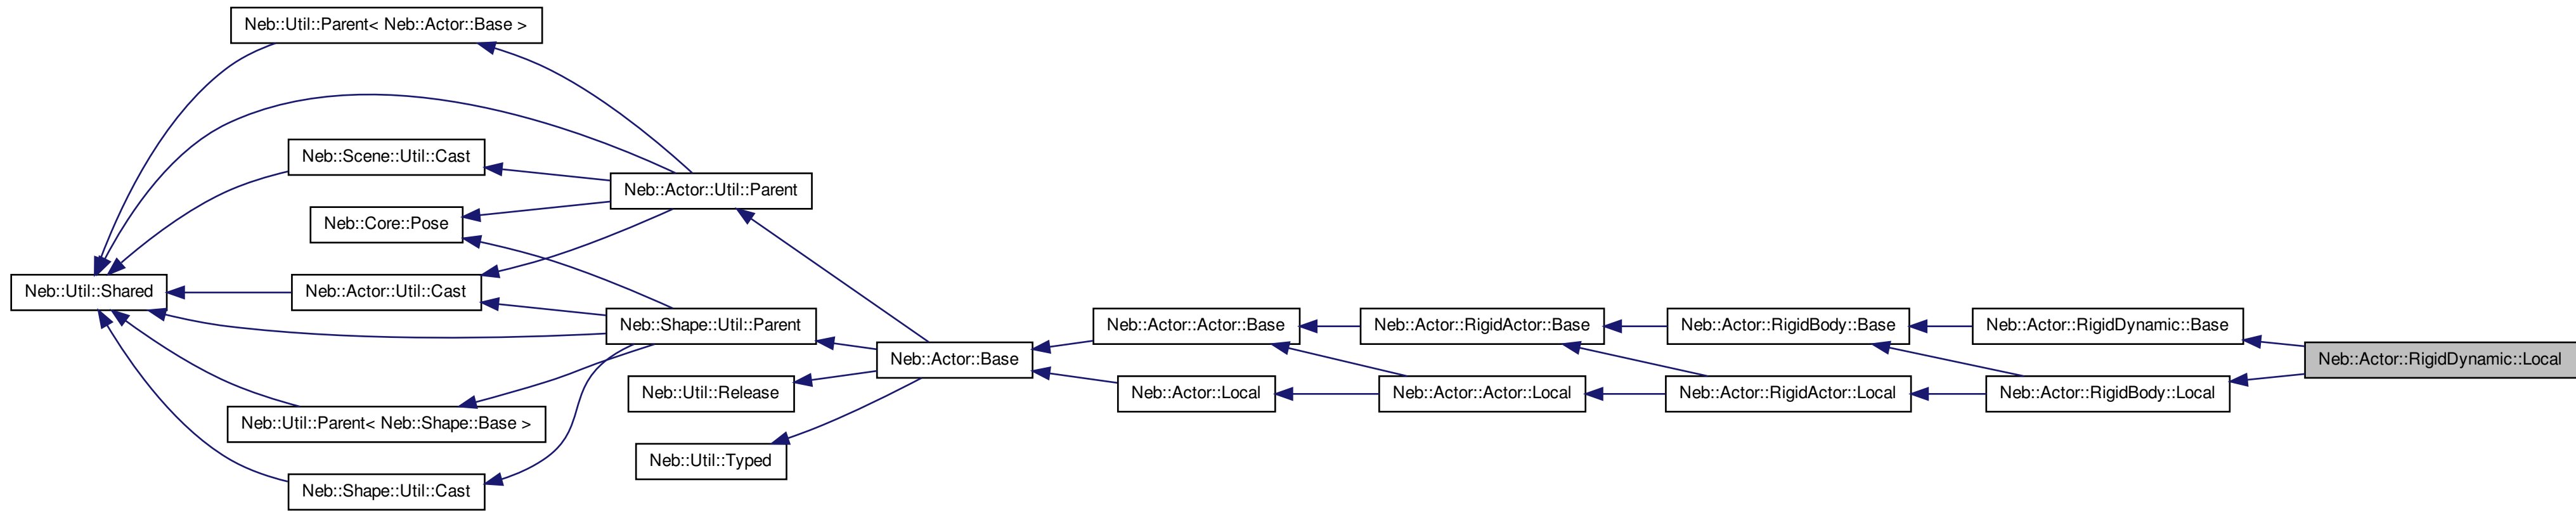 Neb::Util::Parent< Neb::Actor::Base >
Neb::Scene::Util::Cast
Neb::Actor::Util::Parent
Neb::Core::Pose
Neb::Util::Shared
Neb::Actor::Util::Cast
Neb::Shape::Util::Parent
Neb::Actor::Actor::Base
Neb::Actor::RigidActor::Base
Neb::Actor::RigidBody::Base
Neb::Actor::RigidDynamic::Base
Neb::Actor::Base
Neb::Actor::RigidDynamic::Local
Neb::Util::Release
Neb::Actor::Local
Neb::Actor::Actor::Local
Neb::Actor::RigidActor::Local
Neb::Actor::RigidBody::Local
Neb::Util::Parent< Neb::Shape::Base >
Neb::Util::Typed
Neb::Shape::Util::Cast